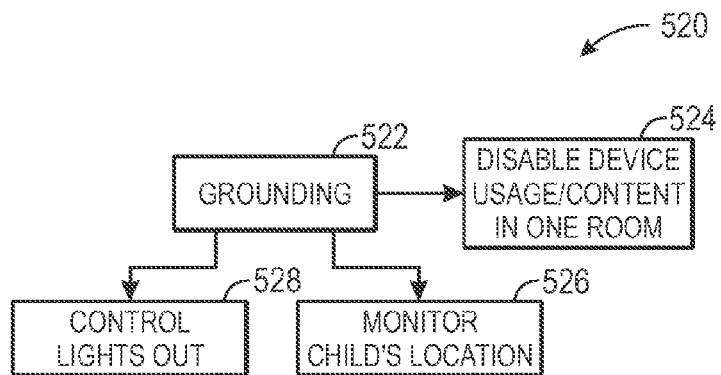 520
522
GROUNDING
524
DISABLE DEVICE
USAGE/CONTENT
IN ONE ROOM
528
CONTROL
LIGHTS OUT
526
MONITOR
CHILD'S LOCATION